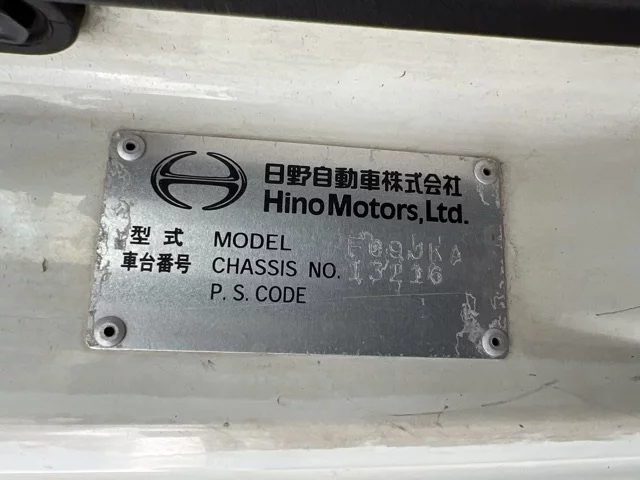 日野自動車株式会社
Hino Motors, Ltd.
型式 MODEL
車台番号 CHASSIS NO.
P. S. CODE